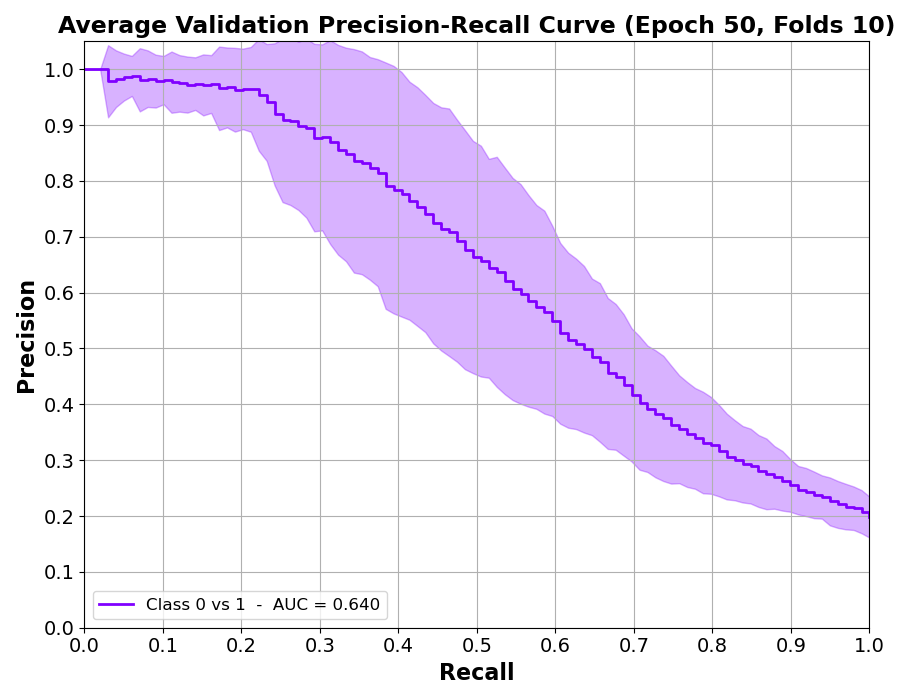 Average Validation Precision-Recall Curve (Epoch 50, Folds 10)
Precision
1.0
0.9
0.8
0.7
0.6
0.5
0.4
0.3
0.2
0.1
0.0
Class 0 vs 1 - AUC = 0.640
0.0 0.1 0.2 0.3 0.4 0.5 0.6 0.7 0.8 0.9 1.0
Recall